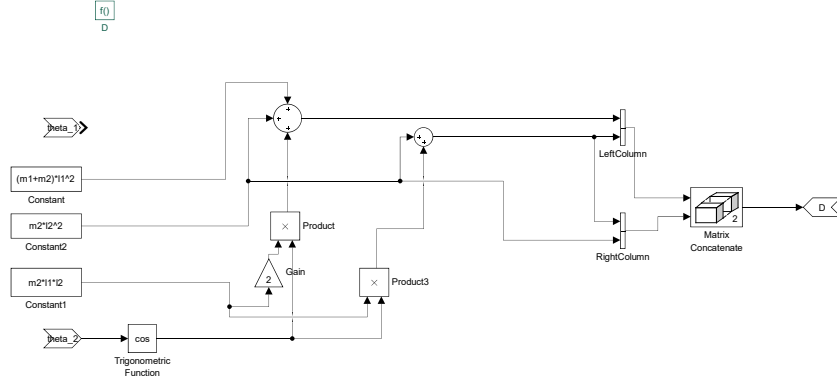 f()
D
theta_1
(m1+m2)*l1^2
Constant
m2*l2^2
Constant2
m2*l1*l2
Constant1
theta_2
cos
Trigonometric
Function
+
+
+
×
Product
2
Gain
+
+
×
Product3
LeftColumn
RightColumn
2
Matrix
Concatenate
D